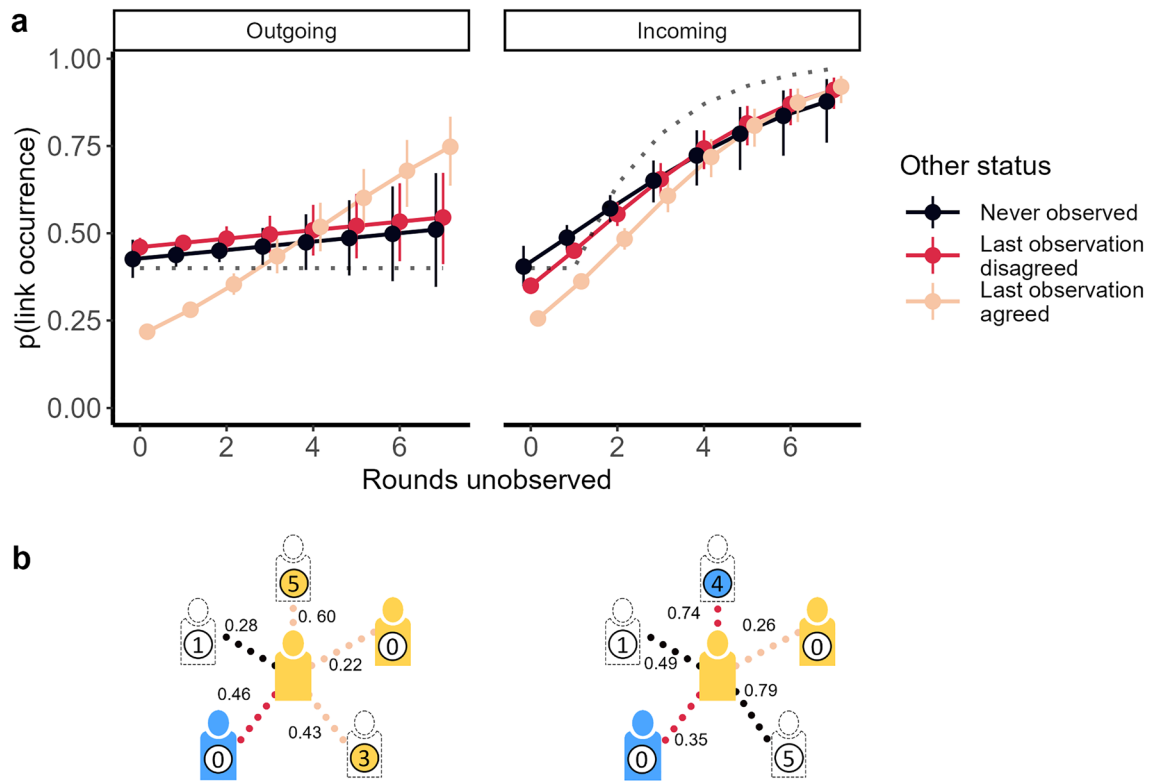 a
Outgoing
Incoming
1.00
0.75
0.50
0.25
0.00
p(link occurrence)
0 2 4 6
0 2 4 6
Rounds unobserved
Other status
Never observed
Last observation
disagreed
Last observation
agreed
b
5
0. 60
0.28
1
0
0.22
0.46
0.43
0
3
4
0.74
0.26
1
0
0.49
0.79
0.35
0
5